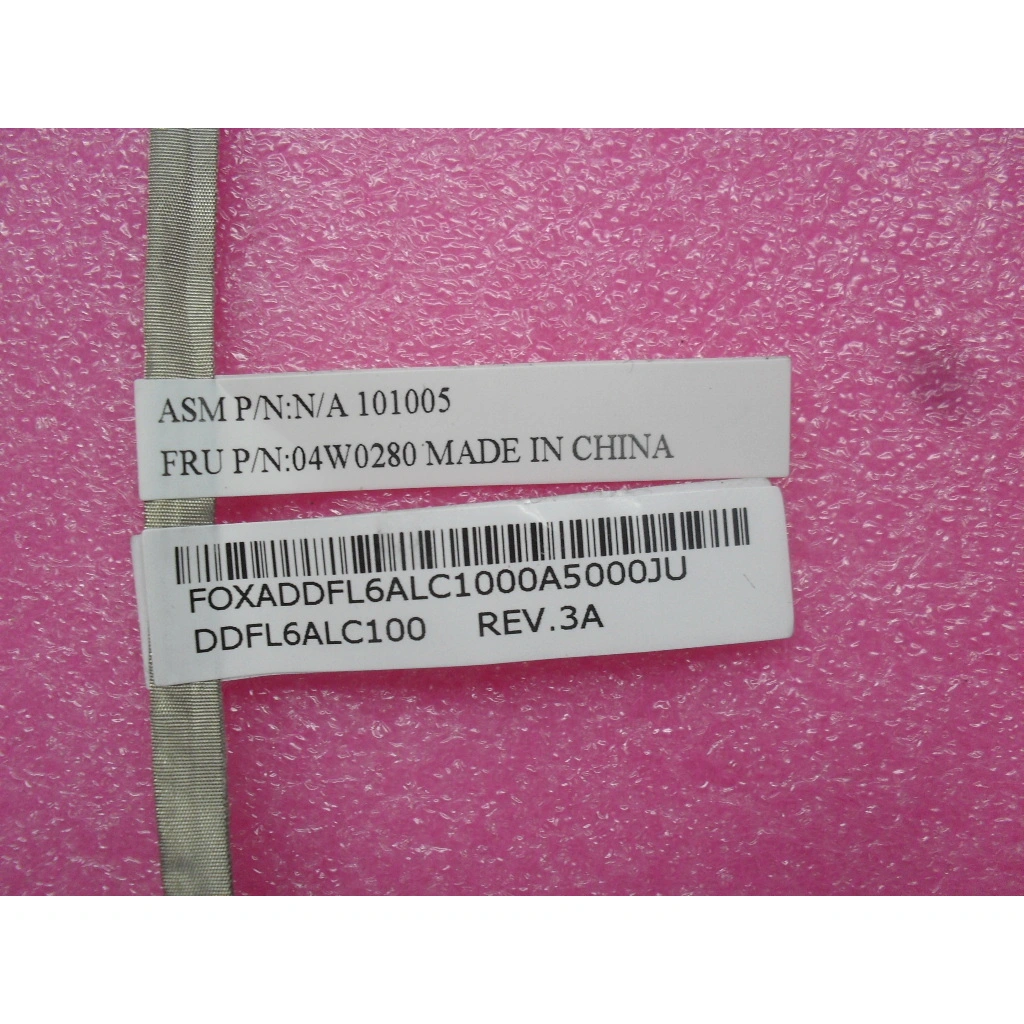 ASM P/N:N/A 101005
FRU P/N:04W0280 MADE IN CHINA
FOXADDFL6ALC1000A5000JU
DDFL6ALC100 REV.3A